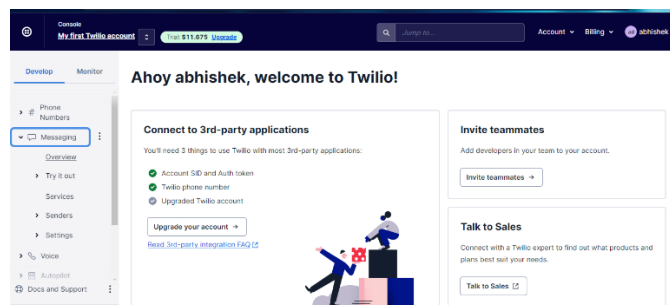 Console
My first Twilio account
Trial: $11.675 Upgrade
Jump to...
Account
Billing
abhishek
Develop
Monitor
Phone
Numbers
Messaging
Overview
Try it out
Services
Senders
Settings
Voice
Autopilot
Docs and Support
Ahoy abhishek, welcome to Twilio!
Connect to 3rd-party applications
You'll need 3 things to use Twilio with most 3rd-party applications:
Account SID and Auth token
Twilio phone number
Upgraded Twilio account
Upgrade your account →
Read 3rd-party integration FAQ
Invite teammates
Add developers in your team to your account.
Invite teammates →
Talk to Sales
Connect with a Twilio expert to find out what products and
plans best suit your needs.
Talk to Sales